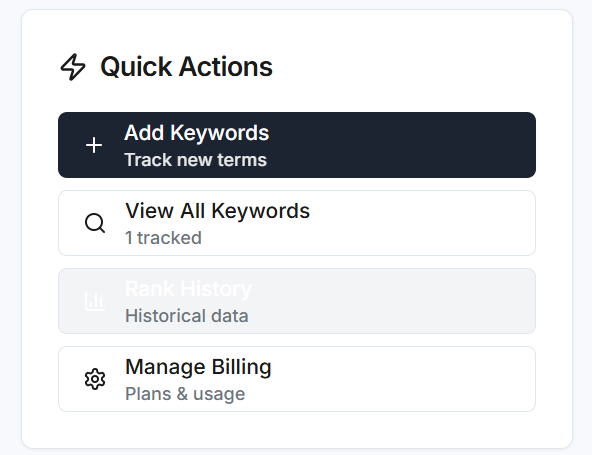 Quick Actions
Add Keywords
Track new terms
View All Keywords
1 tracked
Rank History
Historical data
Manage Billing
Plans & usage